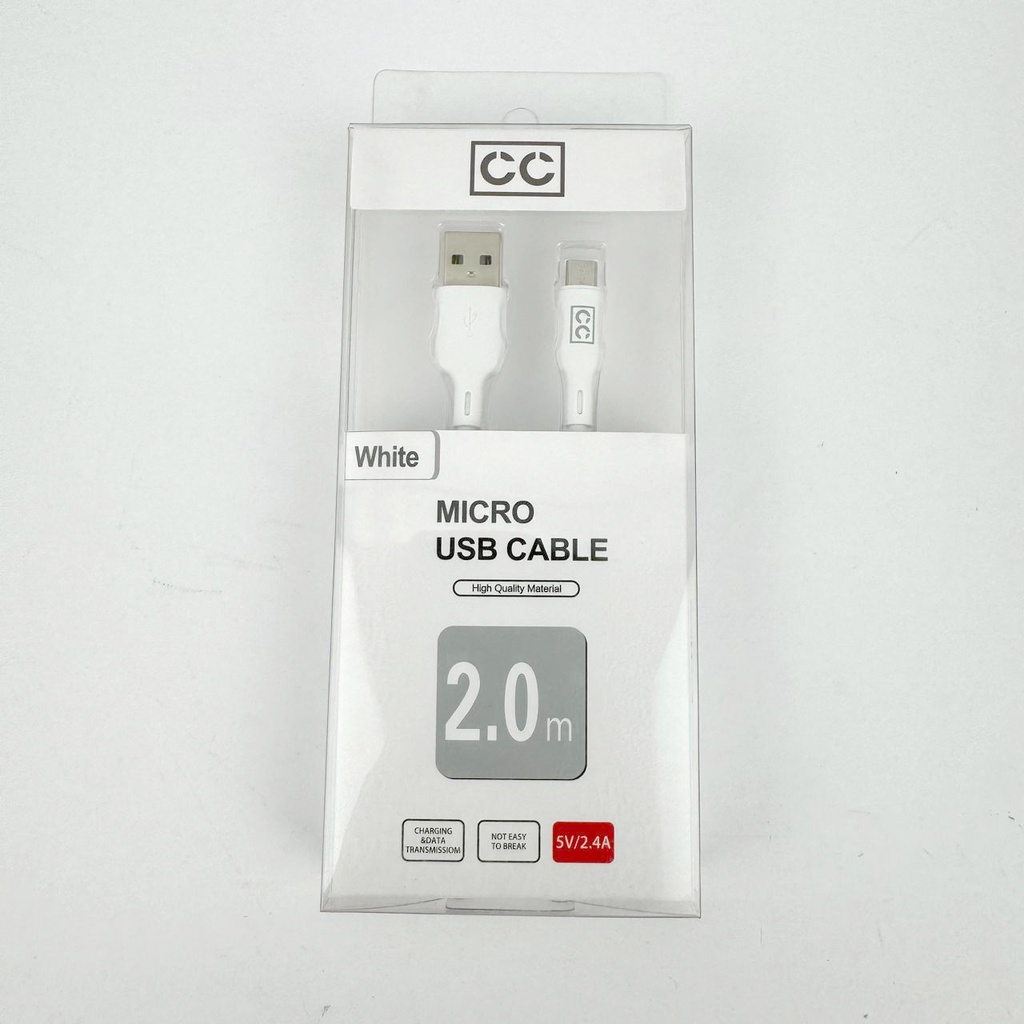 CC
CC
White
MICRO
USB CABLE
High Quality Material
2.0 m
CHARGING
&DATA
TRANSMISSIOM
NOT EASY
TO BREAK
5V/2.4A